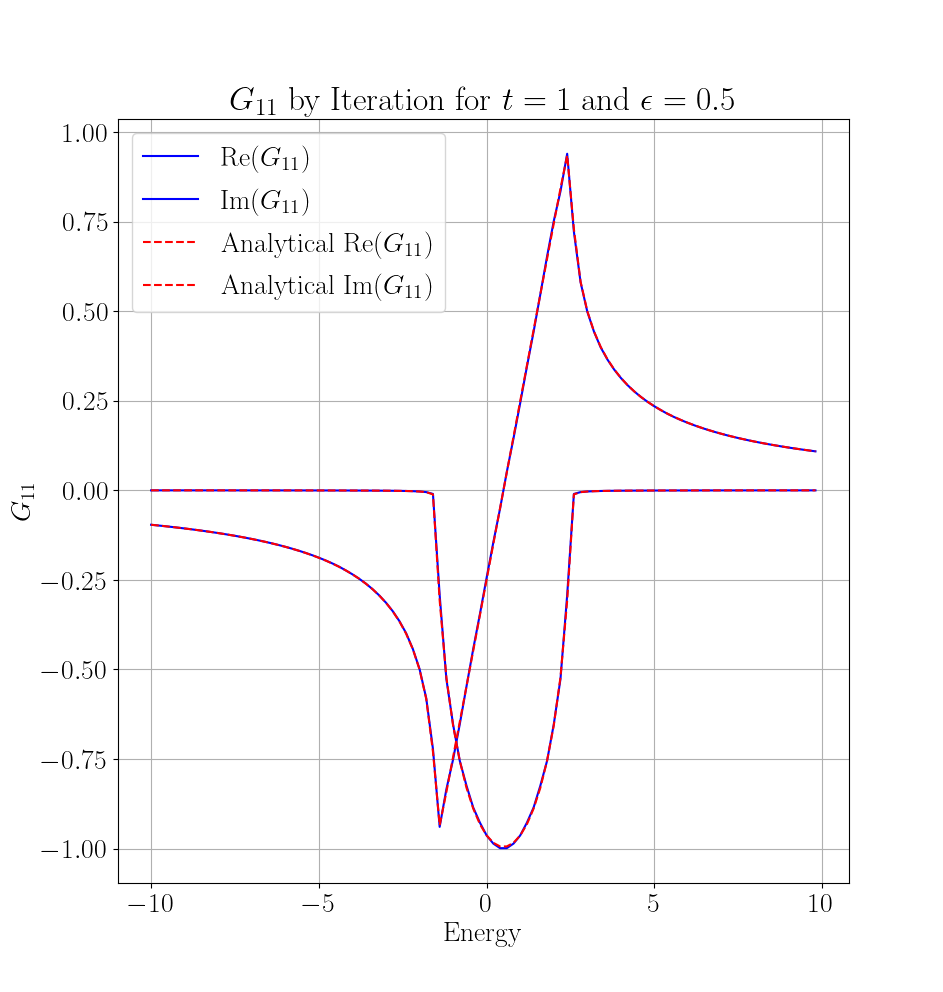 G₁₁ by Iteration for t = 1 and ϵ = 0.5
1.00
0.75
0.50
0.25
0.00
−0.25
−0.50
−0.75
−1.00
G₁₁
Re(G₁₁)
Im(G₁₁)
Analytical Re(G₁₁)
Analytical Im(G₁₁)
−10 −5 0 5 10
Energy